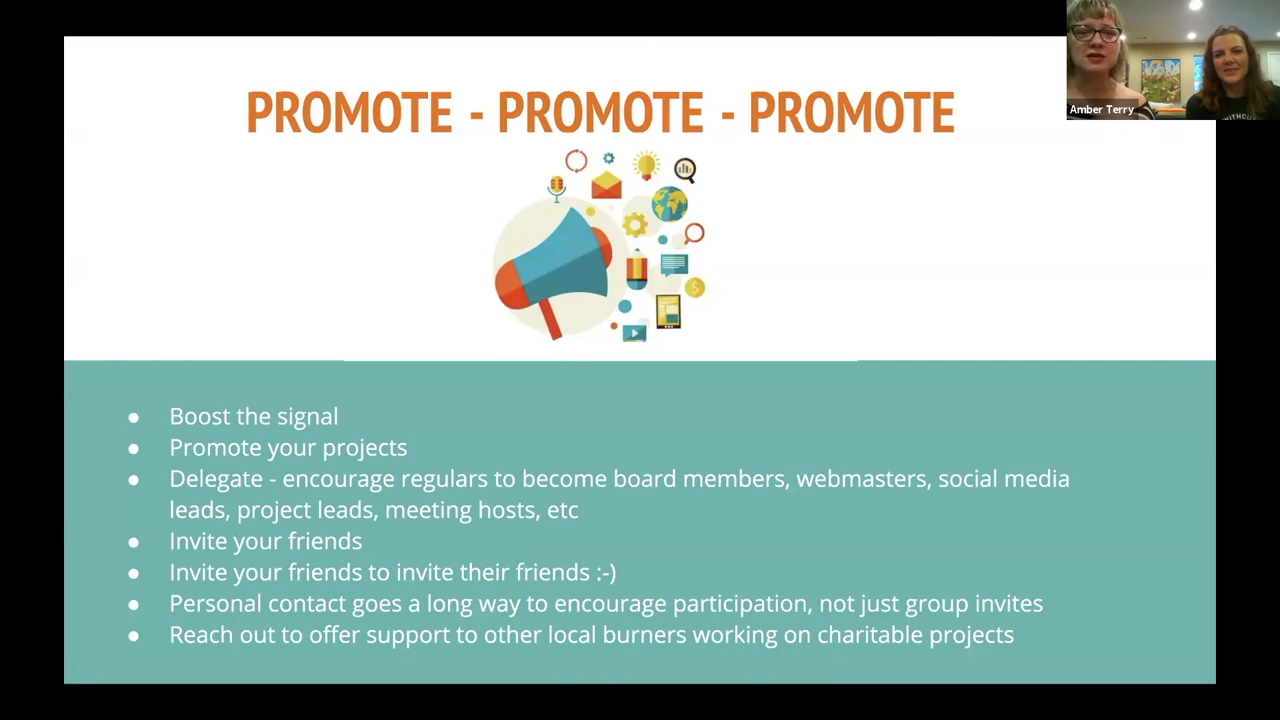 PROMOTE - PROMOTE - PROMOTE
Amber Terry
● Boost the signal
● Promote your projects
● Delegate - encourage regulars to become board members, webmasters, social media
leads, project leads, meeting hosts, etc
● Invite your friends
● Invite your friends to invite their friends :-)
● Personal contact goes a long way to encourage participation, not just group invites
● Reach out to offer support to other local burners working on charitable projects